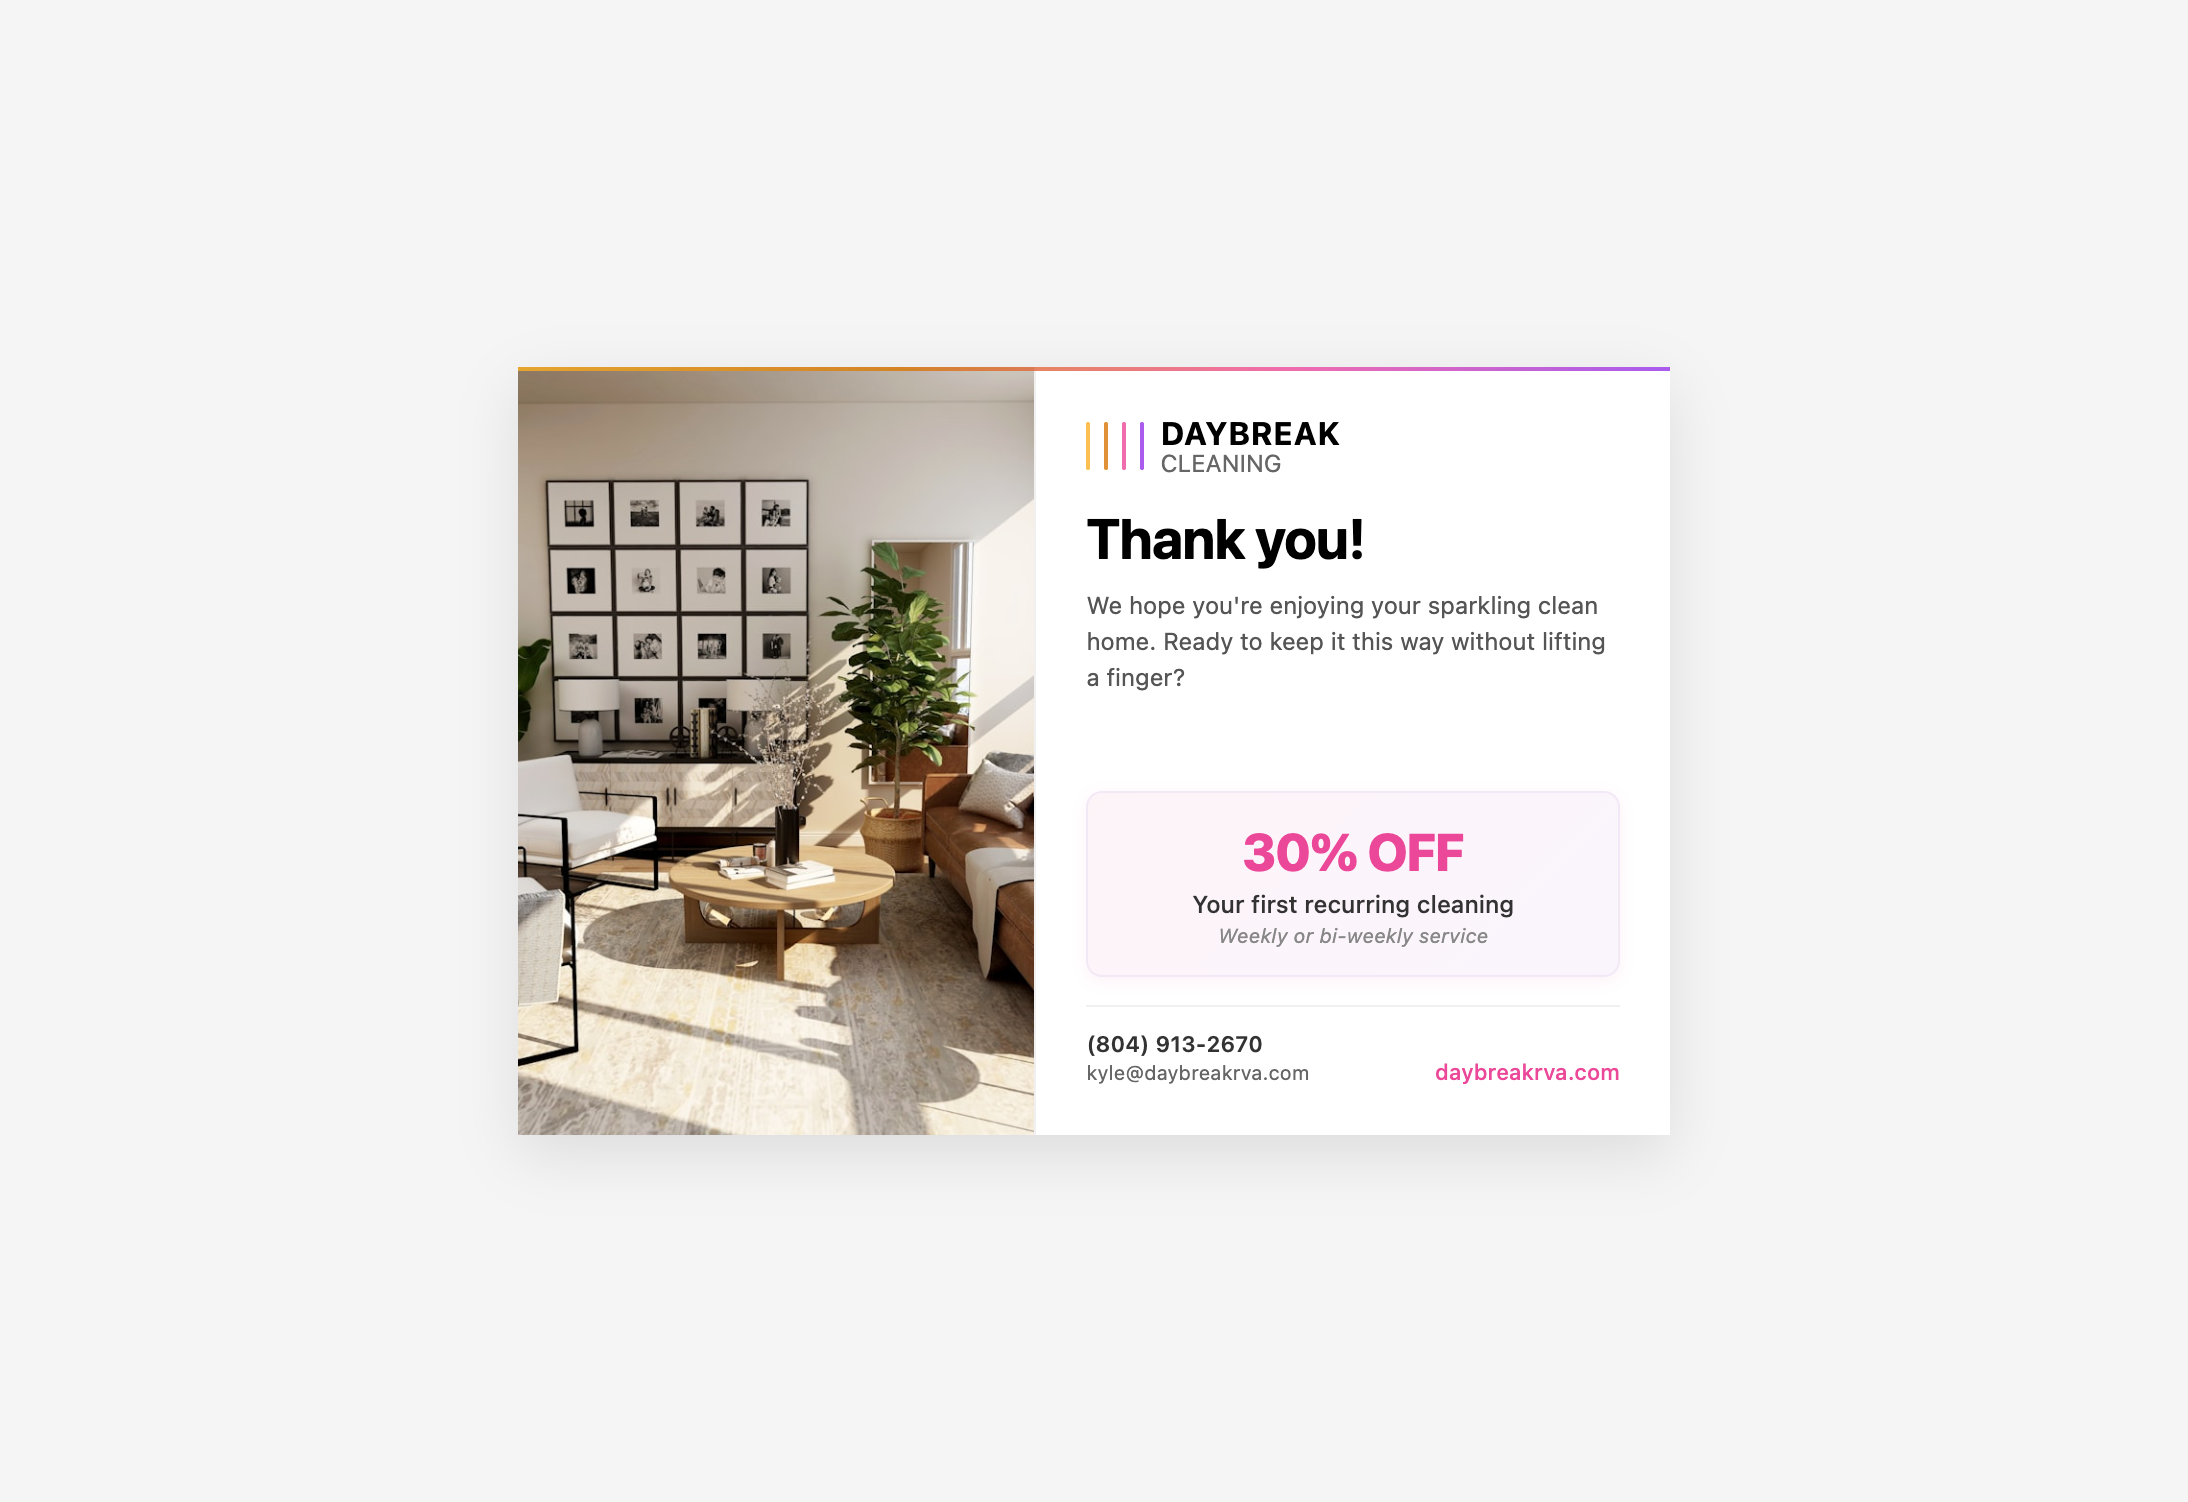 DAYBREAK
CLEANING
Thank you!
We hope you're enjoying your sparkling clean
home. Ready to keep it this way without lifting
a finger?
30% OFF
Your first recurring cleaning
Weekly or bi-weekly service
(804) 913-2670
kyle@daybreakrva.com
daybreakrva.com